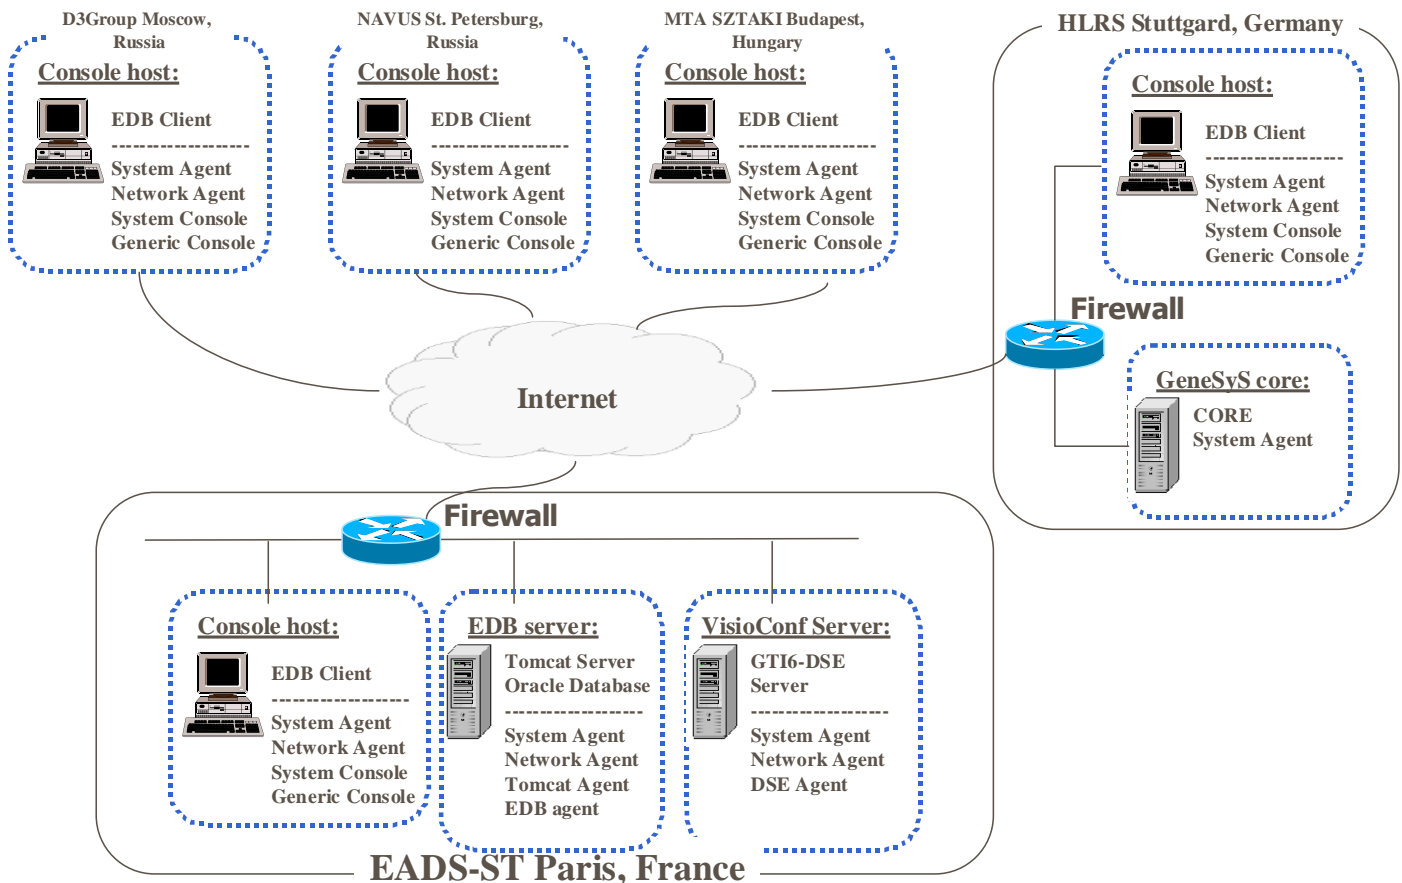 D3Group Moscow,
Russia
Console host:
EDB Client
------------------
System Agent
Network Agent
System Console
Generic Console
NAVUS St. Petersburg,
Russia
Console host:
EDB Client
------------------
System Agent
Network Agent
System Console
Generic Console
MTA SZTAKI Budapest,
Hungary
Console host:
EDB Client
------------------
System Agent
Network Agent
System Console
Generic Console
HLRS Stuttgard, Germany
Console host:
EDB Client
------------------
System Agent
Network Agent
System Console
Generic Console
Firewall
GeneSyS core:
CORE
System Agent
Internet
Firewall
Console host:
EDB Client
------------------
System Agent
Network Agent
System Console
Generic Console
EDB server:
Tomcat Server
Oracle Database
------------------
System Agent
Network Agent
Tomcat Agent
EDB agent
VisioConf Server:
GTI6-DSE
Server
------------------
System Agent
Network Agent
DSE Agent
EADS-ST Paris, France